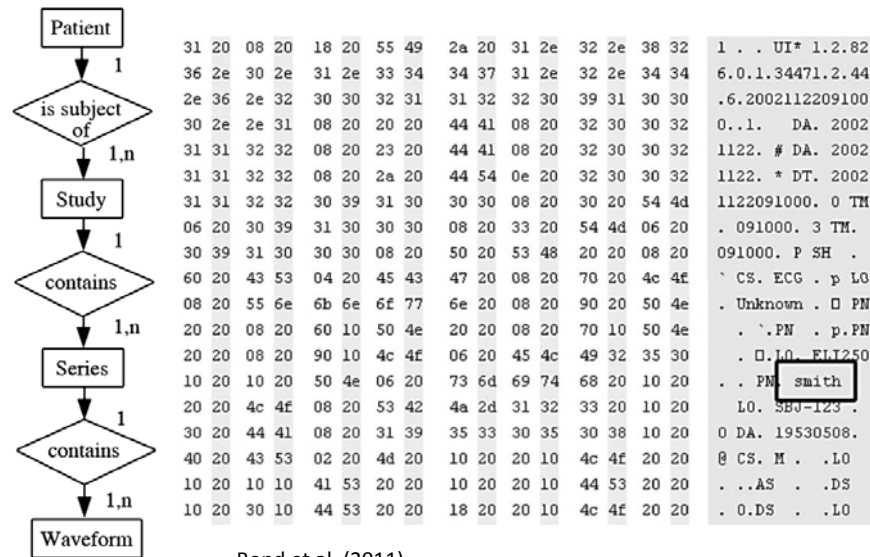 Patient
1
is subject
of
1,n
Study
1
contains
1,n
Series
1
contains
1,n
Waveform
31 20 08 20 18 20 55 49 2a 20 31 2e 32 2e 38 32 1 . . UI* 1.2.82
36 2e 30 2e 31 2e 33 34 34 37 31 2e 32 2e 34 34 6.0.1.34471.2.44
2e 36 2e 32 30 30 32 31 31 32 32 30 39 31 30 30 .6.2002112209100
30 2e 2e 31 08 20 20 20 44 41 08 20 32 30 30 32 0..1. DA. 2002
31 31 32 32 08 20 23 20 44 41 08 20 32 30 30 32 1122. # DA. 2002
31 31 32 32 08 20 2a 20 44 54 0e 20 32 30 30 32 1122. * DT. 2002
31 31 32 32 30 39 31 30 30 30 08 20 30 20 54 4d 1122091000. 0 TM
06 20 30 39 31 30 30 30 08 20 33 20 54 4d 06 20 . 091000. 3 TM.
30 39 31 30 30 30 08 20 50 20 53 48 20 20 08 20 091000. P SH .
60 20 43 53 04 20 45 43 47 20 08 20 70 20 4c 4f ` CS. ECG . p LO
08 20 55 6e 6b 6e 6f 77 6e 20 08 20 90 20 50 4e . Unknown . □ PN
20 20 08 20 60 10 50 4e 20 20 08 20 70 10 50 4e . `.PN . p.PN
20 20 08 20 90 10 4c 4f 06 20 45 4c 49 32 35 30 . □.LO. ELI250
10 20 10 20 50 4e 06 20 73 6d 69 74 68 20 10 20 . . PN. smith
20 20 4c 4f 08 20 53 42 4a 2d 31 32 33 20 10 20 LO. SBJ-123 .
30 20 44 41 08 20 31 39 35 33 30 35 30 38 10 20 0 DA. 19530508.
40 20 43 53 02 20 4d 20 10 20 20 10 4c 4f 20 20 @ CS. M . .LO
10 20 10 10 41 53 20 20 10 20 20 10 44 53 20 20 . ..AS . .DS
10 20 30 10 44 53 20 20 18 20 20 10 4c 4f 20 20 . 0.DS . .LO